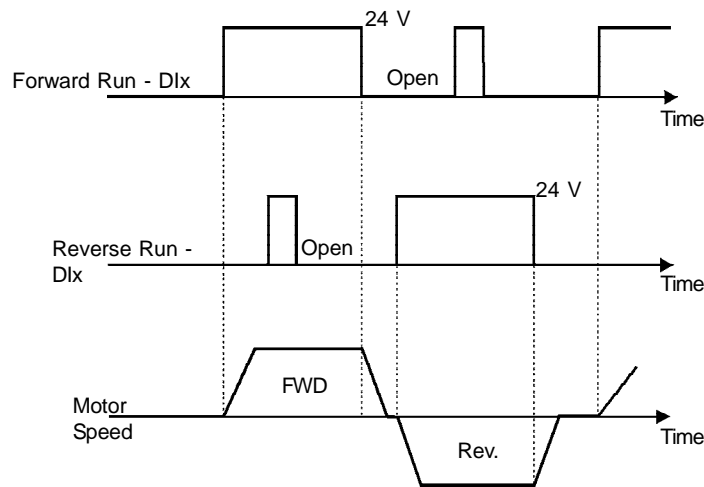 24 V
Forward Run - DIx
Open
Time
24 V
Reverse Run -
DIx
Open
Time
FWD
Motor
Speed
Time
Rev.